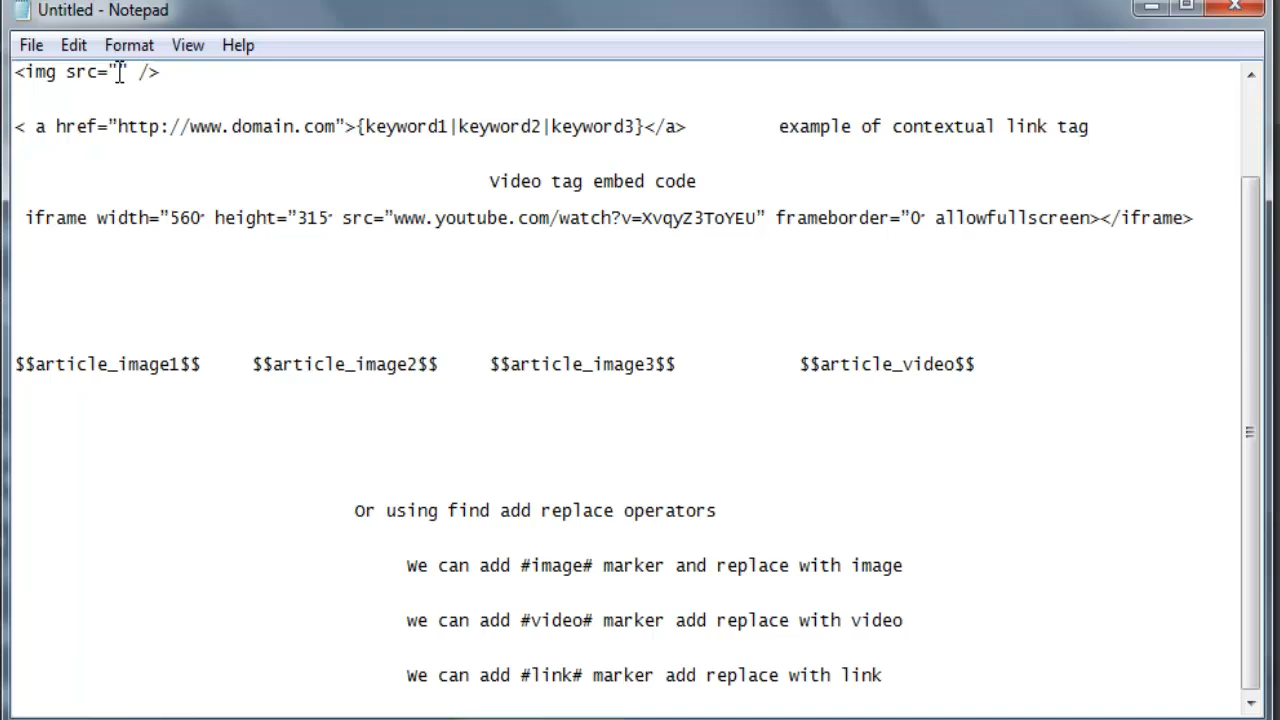 Untitled - Notepad
File Edit Format View Help
<img src="" />
< a href="http://www.domain.com">{keyword1|keyword2|keyword3}</a> example of contextual link tag
Video tag embed code
iframe width="560" height="315" src="www.youtube.com/watch?v=XvqyZ3ToYEU" frameborder="0" allowfullscreen></iframe>
$$article_image1$$ $$article_image2$$ $$article_image3$$ $$article_video$$
Or using find add replace operators
We can add #image# marker and replace with image
we can add #video# marker add replace with video
We can add #link# marker add replace with link